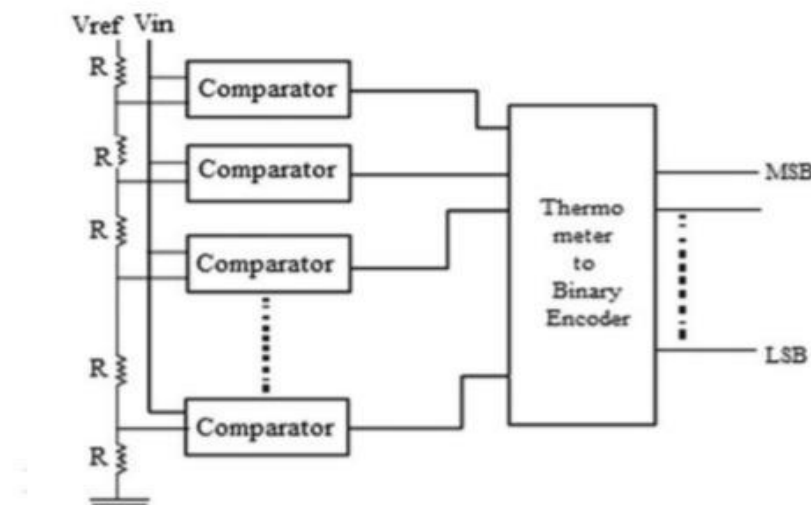 Vref Vin
R
Comparator
R
Comparator
MSB
R
Comparator
Thermo
meter
to
Binary
Encoder
R
LSB
Comparator
R